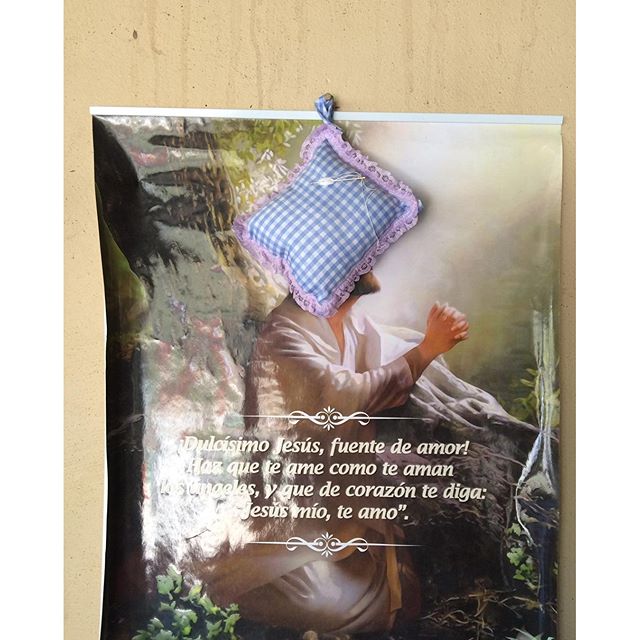 ¡Dulcísimo Jesús, fuente de amor!
Haz que te ame como te aman
los ángeles, y que de corazón te diga:
Jesús mío, te amo”.